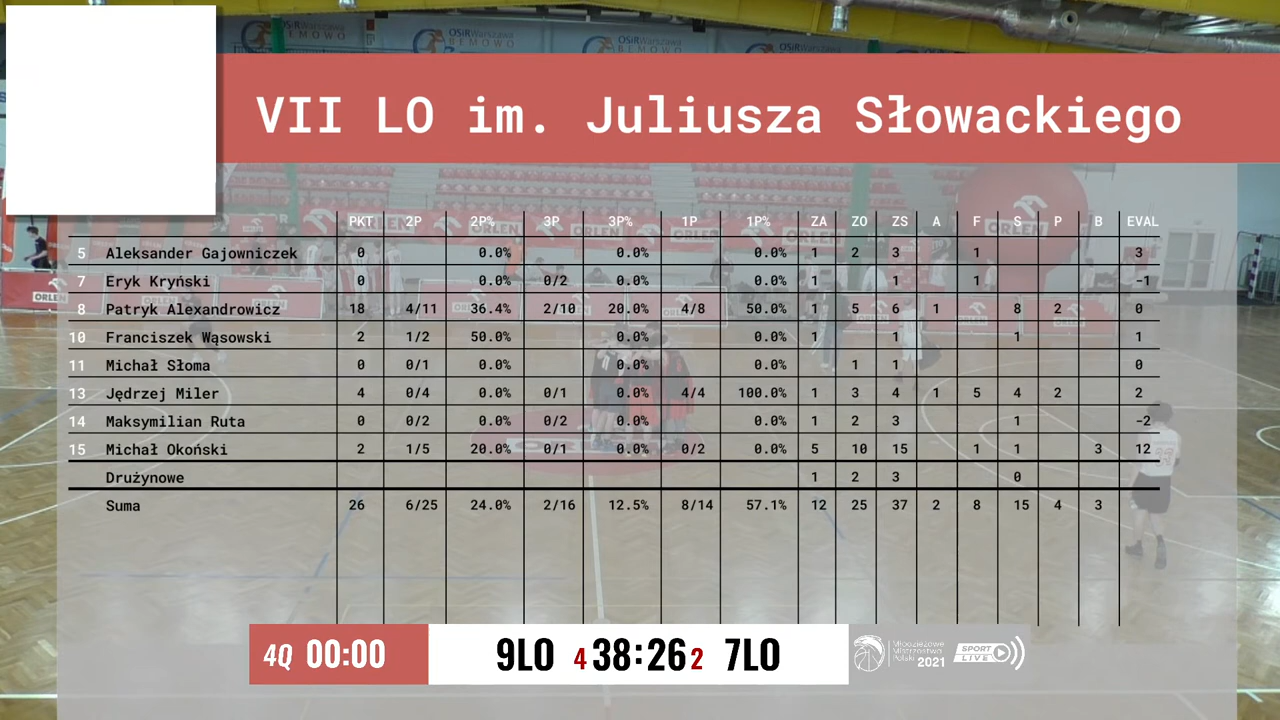 OSiR Warszawa
BEMOWO
VII LO im. Juliusza Słowackiego
PKT 2P 2P% 3P 3P% 1P 1P% ZA ZO ZS A F S P B EVAL
5 Aleksander Gajowniczek 0 0.0% 0.0% 0.0% 1 2 3 1 3
7 Eryk Kryński 0 0.0% 0/2 0.0% 0.0% 1 1 1 -1
8 Patryk Alexandrowicz 18 4/11 36.4% 2/10 20.0% 4/8 50.0% 1 5 6 1 8 2 0
10 Franciszek Wąsowski 2 1/2 50.0% 0.0% 0.0% 1 1 1 1
11 Michał Słoma 0 0/1 0.0% 0.0% 0.0% 1 1 0
13 Jędrzej Miler 4 0/4 0.0% 0/1 0.0% 4/4 100.0% 1 3 4 1 5 4 2 2
14 Maksymilian Ruta 0 0/2 0.0% 0/2 0.0% 0.0% 1 2 3 1 -2
15 Michał Okoński 2 1/5 20.0% 0/1 0.0% 0/2 0.0% 5 10 15 1 1 3 12
Drużynowe 1 2 3 0
Suma 26 6/25 24.0% 2/16 12.5% 8/14 57.1% 12 25 37 2 8 15 4 3
ORLEN
4Q 00:00 9LO 4 38:26 2 7LO
Młodzieżowe
Mistrzostwa
Polski 2021
SPORT
LIVE